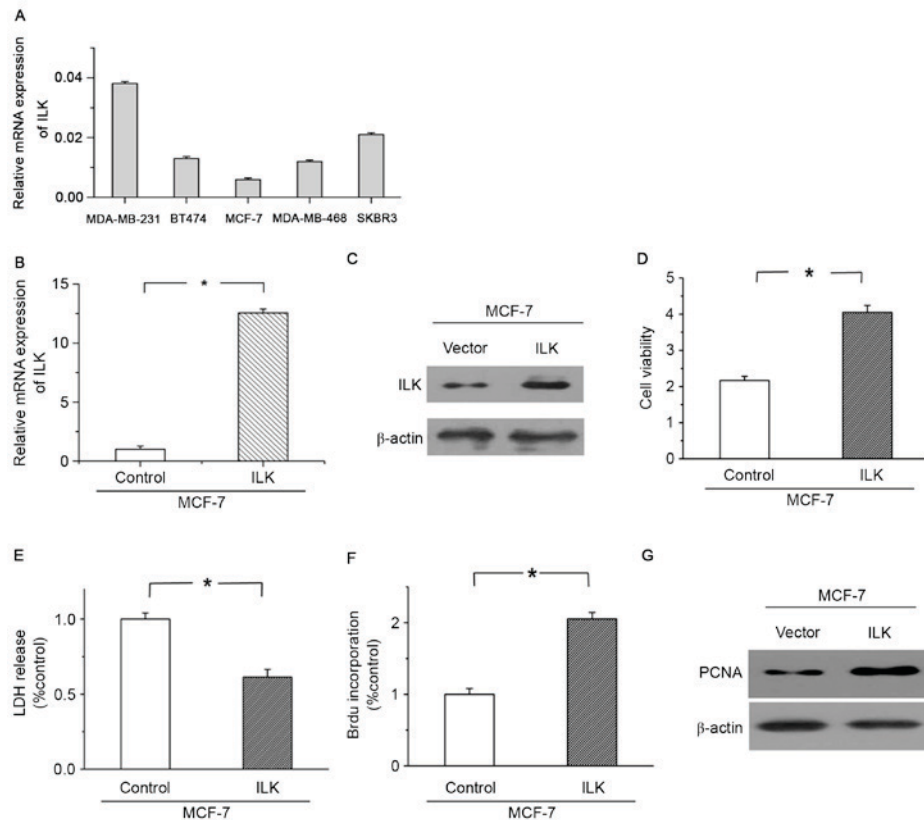 A
Relative mRNA expression
of ILK
0.04
0.02
0.00
MDA-MB-231 BT474 MCF-7 MDA-MB-468 SKBR3
B
Relative mRNA expression
of ILK
15
12
9
6
3
0
*
Control ILK
MCF-7
C
MCF-7
Vector ILK
ILK
β-actin
D
Cell viability
5
4
3
2
1
0
*
Control ILK
MCF-7
E
LDH release
(%control)
1.0
0.5
0.0
*
Control ILK
MCF-7
F
Brdu incorporation
(%control)
2
1
0
*
Control ILK
MCF-7
G
MCF-7
Vector ILK
PCNA
β-actin